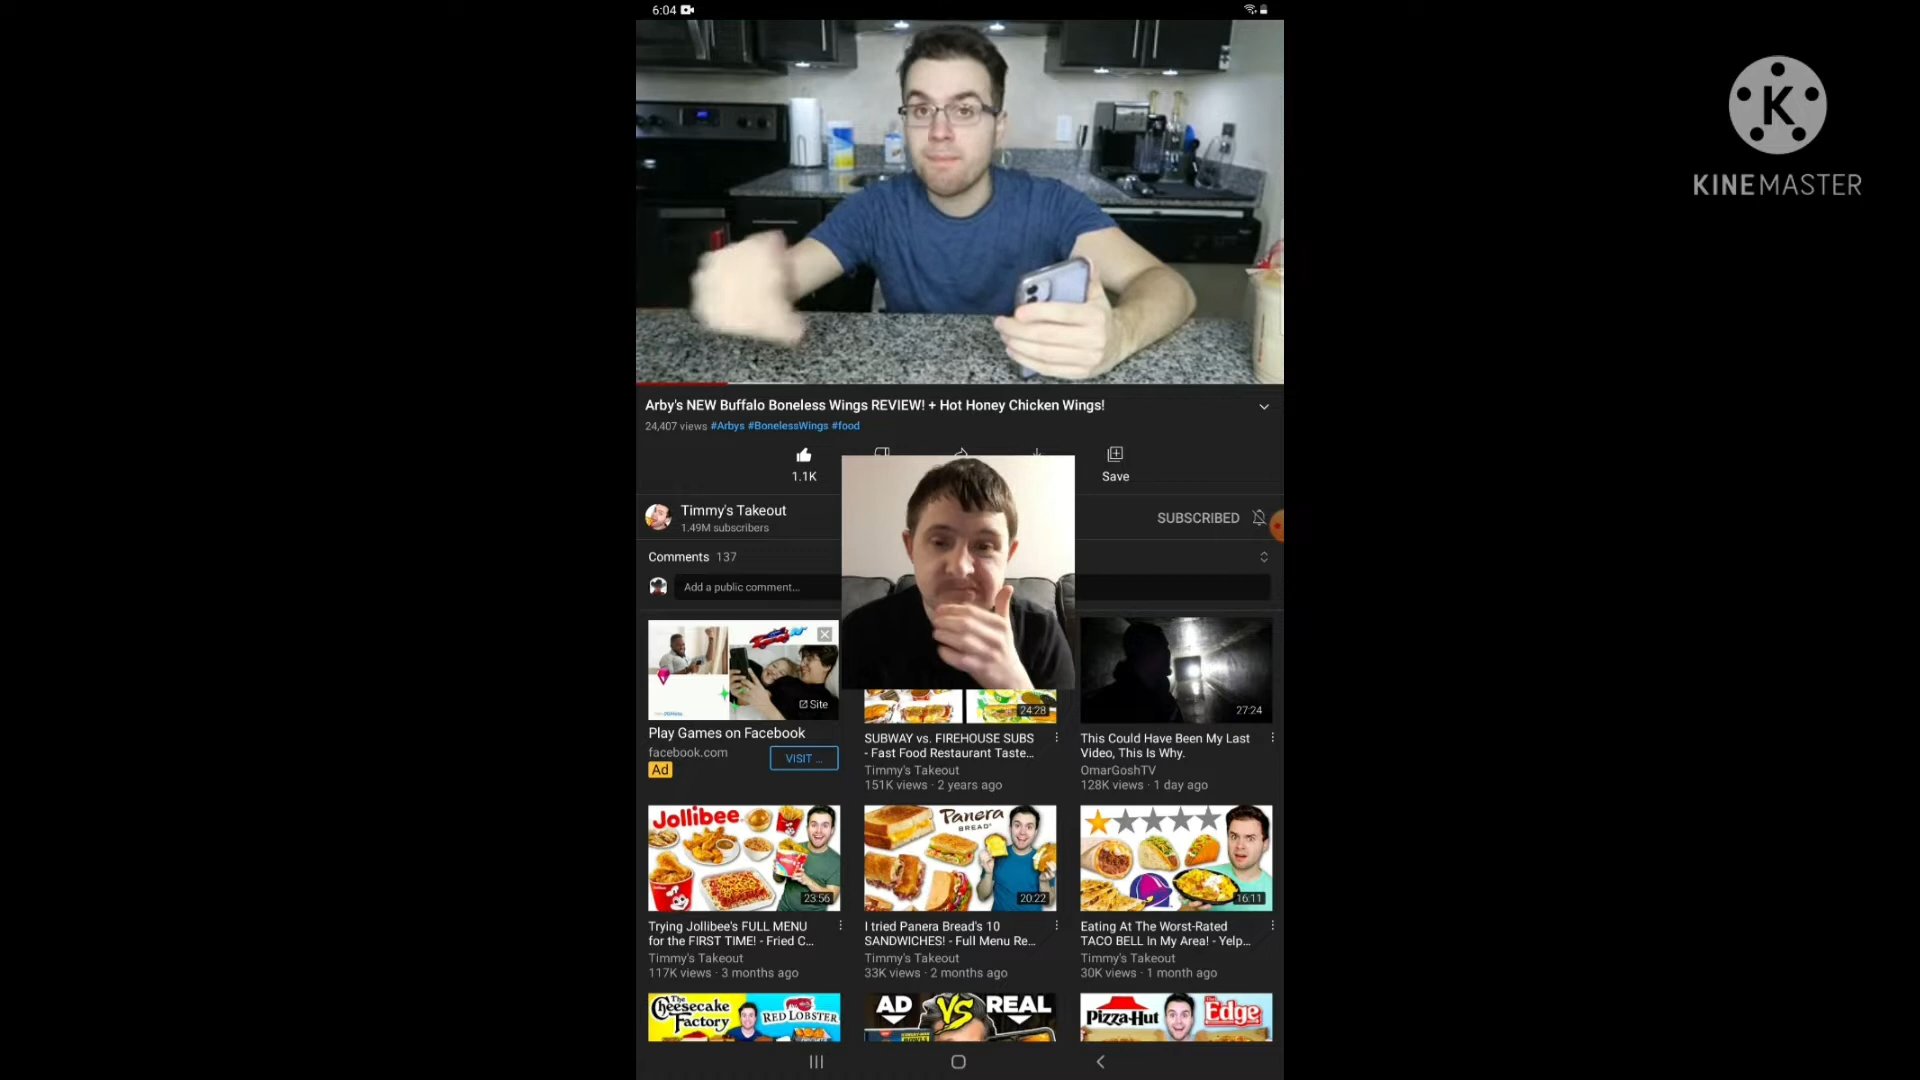 6:04
KINEMASTER
Arby's NEW Buffalo Boneless Wings REVIEW! + Hot Honey Chicken Wings!
24,407 views #Arbys #BonelessWings #food
1.1K
Save
Timmy's Takeout
1.49M subscribers
SUBSCRIBED
Comments 137
Add a public comment...
Site
Play Games on Facebook
facebook.com
Ad
VISIT ...
24:28
SUBWAY vs. FIREHOUSE SUBS
- Fast Food Restaurant Taste...
Timmy's Takeout
151K views · 2 years ago
27:24
This Could Have Been My Last
Video, This Is Why.
OmarGoshTV
128K views · 1 day ago
Jollibee
23:56
Trying Jollibee's FULL MENU
for the FIRST TIME! - Fried C...
Timmy's Takeout
117K views · 3 months ago
Panera
BREAD
20:22
I tried Panera Bread's 10
SANDWICHES! - Full Menu Re...
Timmy's Takeout
33K views · 2 months ago
16:11
Eating At The Worst-Rated
TACO BELL In My Area! - Yelp...
Timmy's Takeout
30K views · 1 month ago
The
Cheesecake
Factory
RED LOBSTER
AD VS REAL
Pizza Hut
The
Edge